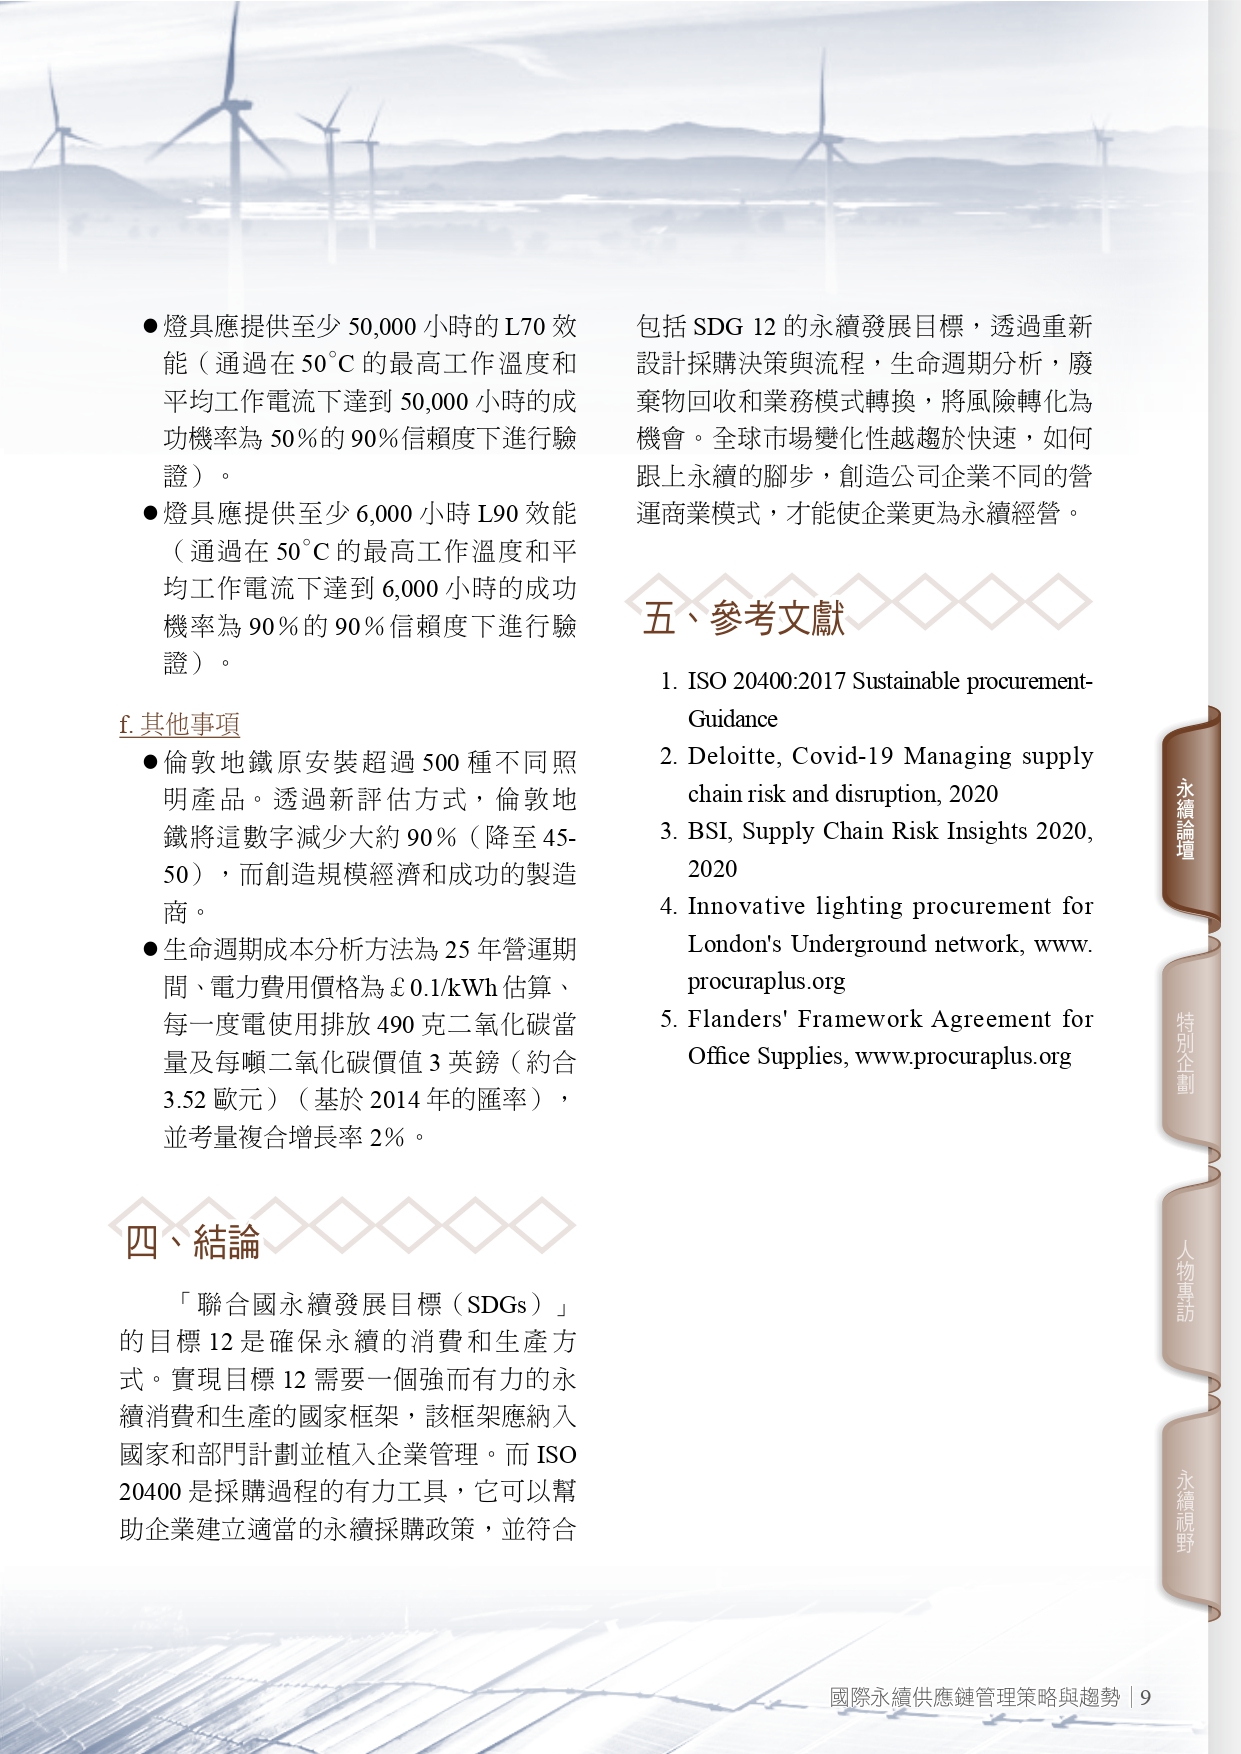 ●燈具應提供至少 50,000 小時的 L70 效
能（通過在 50°C 的最高工作溫度和
平均工作電流下達到 50,000 小時的成
功機率為 50％的 90％信賴度下進行驗
證）。
●燈具應提供至少 6,000 小時 L90 效能
（通過在 50°C 的最高工作溫度和平
均工作電流下達到 6,000 小時的成功
機率為 90％的 90％信賴度下進行驗
證）。
f. 其他事項
●倫敦地鐵原安裝超過 500 種不同照
明產品。透過新評估方式，倫敦地
鐵將這數字減少大約 90％（降至 45-
50），而創造規模經濟和成功的製造
商。
●生命週期成本分析方法為 25 年營運期
間、電力費用價格為￡0.1/kWh 估算、
每一度電使用排放 490 克二氧化碳當
量及每噸二氧化碳價值 3 英鎊（約合
3.52 歐元）（基於 2014 年的匯率），
並考量複合增長率 2％。
四、結論
「聯合國永續發展目標（SDGs）」
的目標 12 是確保永續的消費和生產方
式。實現目標 12 需要一個強而有力的永
續消費和生產的國家框架，該框架應納入
國家和部門計劃並植入企業管理。而 ISO
20400 是採購過程的有力工具，它可以幫
助企業建立適當的永續採購政策，並符合
包括 SDG 12 的永續發展目標，透過重新
設計採購決策與流程，生命週期分析，廢
棄物回收和業務模式轉換，將風險轉化為
機會。全球市場變化性越趨於快速，如何
跟上永續的腳步，創造公司企業不同的營
運商業模式，才能使企業更為永續經營。
五、參考文獻
1. ISO 20400:2017 Sustainable procurement-
Guidance
2. Deloitte, Covid-19 Managing supply
chain risk and disruption, 2020
3. BSI, Supply Chain Risk Insights 2020,
2020
4. Innovative lighting procurement for
London's Underground network, www.
procuraplus.org
5. Flanders' Framework Agreement for
Office Supplies, www.procuraplus.org
永續論壇
特別企劃
人物專訪
永續視野
國際永續供應鏈管理策略與趨勢 | 9